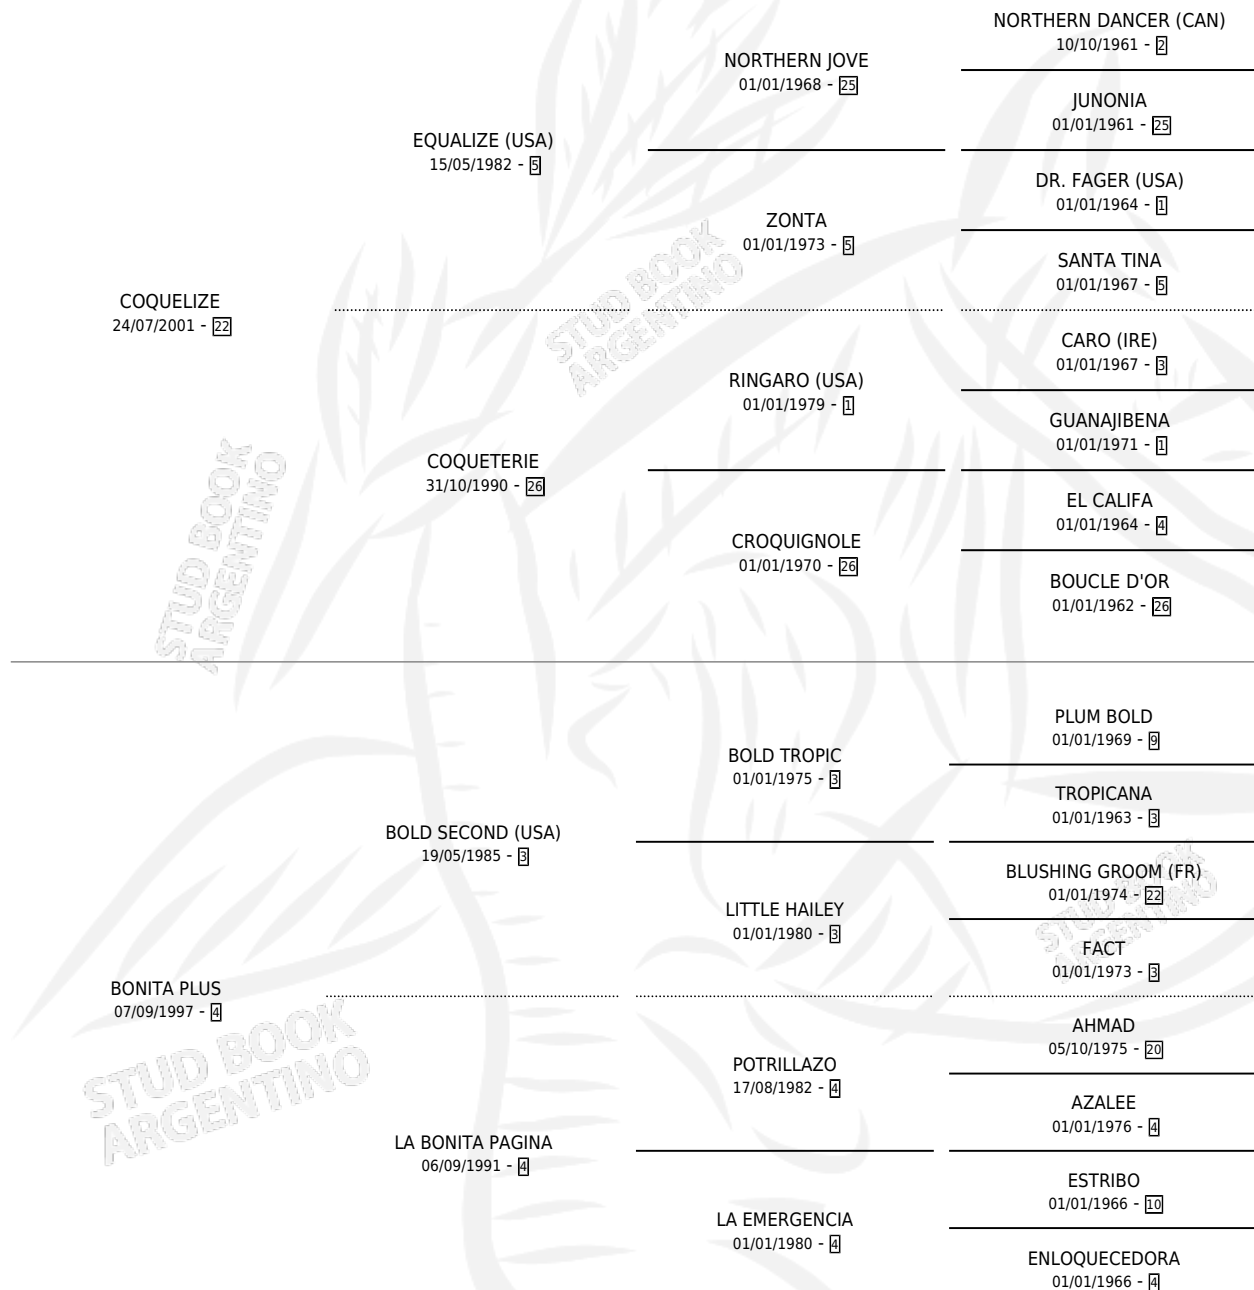 NORTHERN DANCER (CAN)
10/10/1961 - 2
NORTHERN JOVE
01/01/1968 - 25
JUNONIA
01/01/1961 - 25
EQUALIZE (USA)
15/05/1982 - 5
DR. FAGER (USA)
01/01/1964 - 1
ZONTA
01/01/1973 - 5
SANTA TINA
01/01/1967 - 5
COQUELIZE
24/07/2001 - 22
CARO (IRE)
01/01/1967 - 3
RINGARO (USA)
01/01/1979 - 1
GUANAJIBENA
01/01/1971 - 1
COQUETERIE
31/10/1990 - 26
EL CALIFA
01/01/1964 - 4
CROQUIGNOLE
01/01/1970 - 26
BOUCLE D'OR
01/01/1962 - 26
PLUM BOLD
01/01/1969 - 9
BOLD TROPIC
01/01/1975 - 3
TROPICANA
01/01/1963 - 3
BOLD SECOND (USA)
19/05/1985 - 3
BLUSHING GROOM (FR)
01/01/1974 - 22
LITTLE HAILEY
01/01/1980 - 3
FACT
01/01/1973 - 3
BONITA PLUS
07/09/1997 - 4
AHMAD
05/10/1975 - 20
POTRILLAZO
17/08/1982 - 4
AZALEE
01/01/1976 - 4
LA BONITA PAGINA
06/09/1991 - 4
ESTRIBO
01/01/1966 - 10
LA EMERGENCIA
01/01/1980 - 4
ENLOQUECEDORA
01/01/1966 - 4
STUD BOOK
ARGENTINO
STUD BOOK
ARGENTINO
STUD BOOK
ARGENTINO
STUD BOOK
ARGENTINO